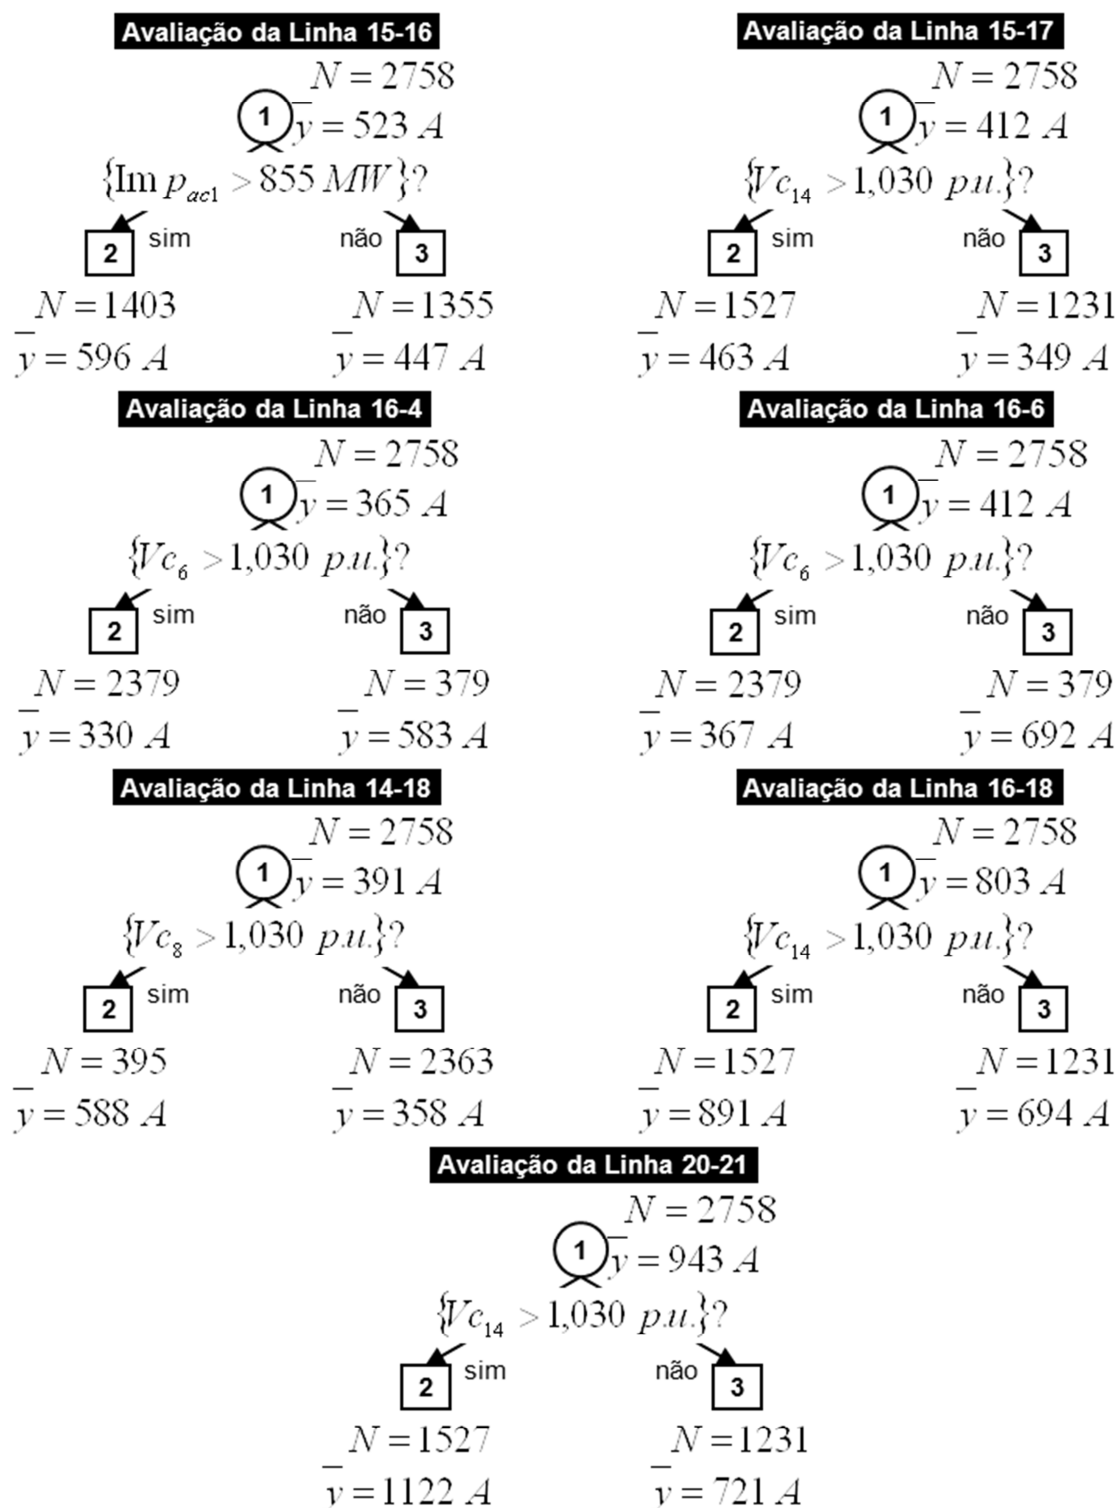 Avaliação da Linha 15-16
N = 2758
1
y = 523 A
{Im p_ac1 > 855 MW}?
sim
não
2
3
N = 1403
N = 1355
y = 596 A
y = 447 A
Avaliação da Linha 15-17
N = 2758
1
y = 412 A
{Vc_14 > 1,030 p.u.}?
sim
não
2
3
N = 1527
N = 1231
y = 463 A
y = 349 A
Avaliação da Linha 16-4
N = 2758
1
y = 365 A
{Vc_6 > 1,030 p.u.}?
sim
não
2
3
N = 2379
N = 379
y = 330 A
y = 583 A
Avaliação da Linha 16-6
N = 2758
1
y = 412 A
{Vc_6 > 1,030 p.u.}?
sim
não
2
3
N = 2379
N = 379
y = 367 A
y = 692 A
Avaliação da Linha 14-18
N = 2758
1
y = 391 A
{Vc_8 > 1,030 p.u.}?
sim
não
2
3
N = 395
N = 2363
y = 588 A
y = 358 A
Avaliação da Linha 16-18
N = 2758
1
y = 803 A
{Vc_14 > 1,030 p.u.}?
sim
não
2
3
N = 1527
N = 1231
y = 891 A
y = 694 A
Avaliação da Linha 20-21
N = 2758
1
y = 943 A
{Vc_14 > 1,030 p.u.}?
sim
não
2
3
N = 1527
N = 1231
y = 1122 A
y = 721 A